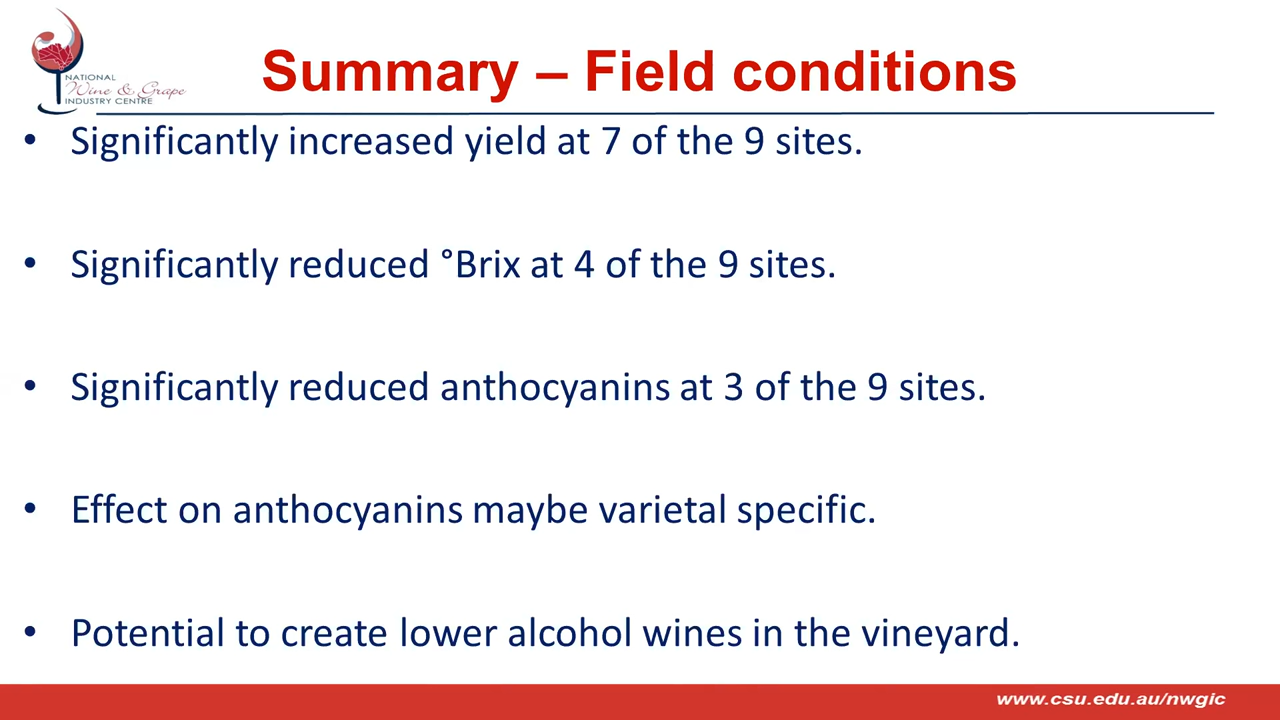 NATIONAL
Wine & Grape
INDUSTRY CENTRE
Summary – Field conditions
• Significantly increased yield at 7 of the 9 sites.
• Significantly reduced °Brix at 4 of the 9 sites.
• Significantly reduced anthocyanins at 3 of the 9 sites.
• Effect on anthocyanins maybe varietal specific.
• Potential to create lower alcohol wines in the vineyard.
www.csu.edu.au/nwgic